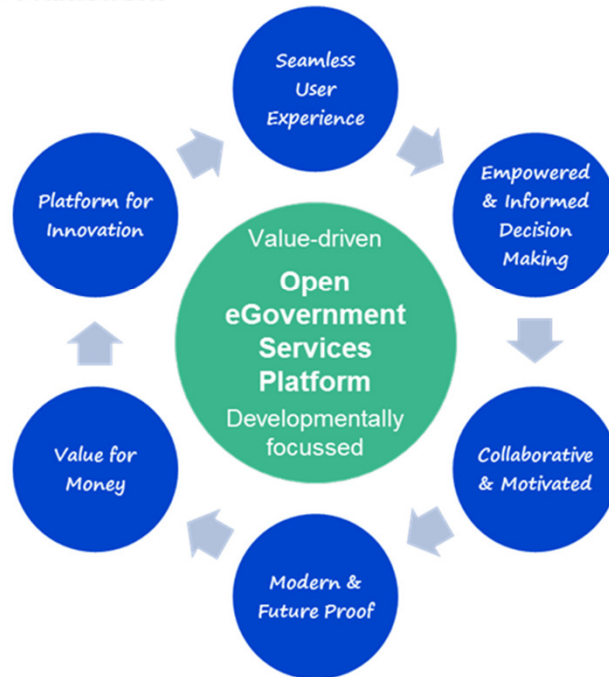 Seamless
User
Experience
Empowered
& Informed
Decision
Making
Collaborative
& Motivated
Modern &
Future Proof
Value for
Money
Platform for
Innovation
Value-driven
Open
eGovernment
Services
Platform
Developmentally
focussed